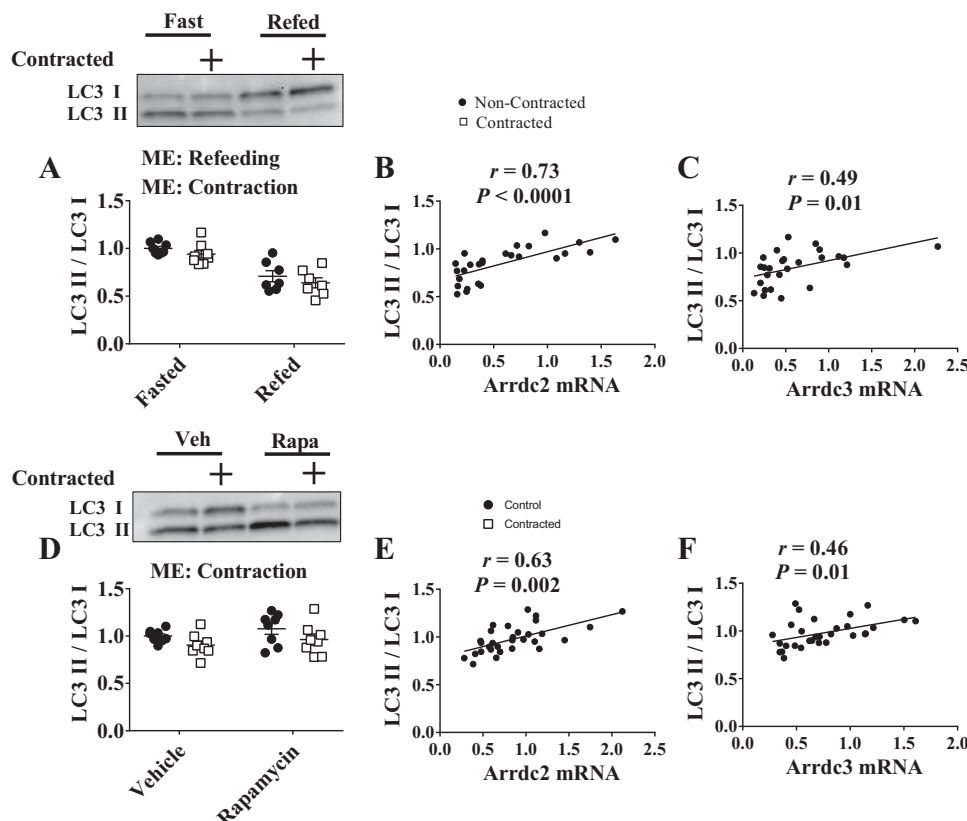 Fast Refed
Contracted + +
LC3 I
LC3 II
● Non-Contracted
□ Contracted
A
ME: Refeeding
ME: Contraction
LC3 II / LC3 I
1.5
1.0
0.5
0.0
Fasted Refed
B
r = 0.73
P < 0.0001
LC3 II / LC3 I
1.5
1.0
0.5
0
0.0 0.5 1.0 1.5 2.0
Arrdc2 mRNA
C
r = 0.49
P = 0.01
LC3 II / LC3 I
1.5
1.0
0.5
0
0.0 0.5 1.0 1.5 2.0 2.5
Arrdc3 mRNA
Veh Rapa
Contracted + +
LC3 I
LC3 II
● Control
□ Contracted
D
ME: Contraction
LC3 II / LC3 I
1.5
1.0
0.5
0.0
Vehicle Rapamycin
E
r = 0.63
P = 0.002
LC3 II / LC3 I
1.5
1.0
0.5
0
0.0 0.5 1.0 1.5 2.0 2.5
Arrdc2 mRNA
F
r = 0.46
P = 0.01
LC3 II / LC3 I
1.5
1.0
0.5
0
0.0 0.5 1.0 1.5 2.0
Arrdc3 mRNA